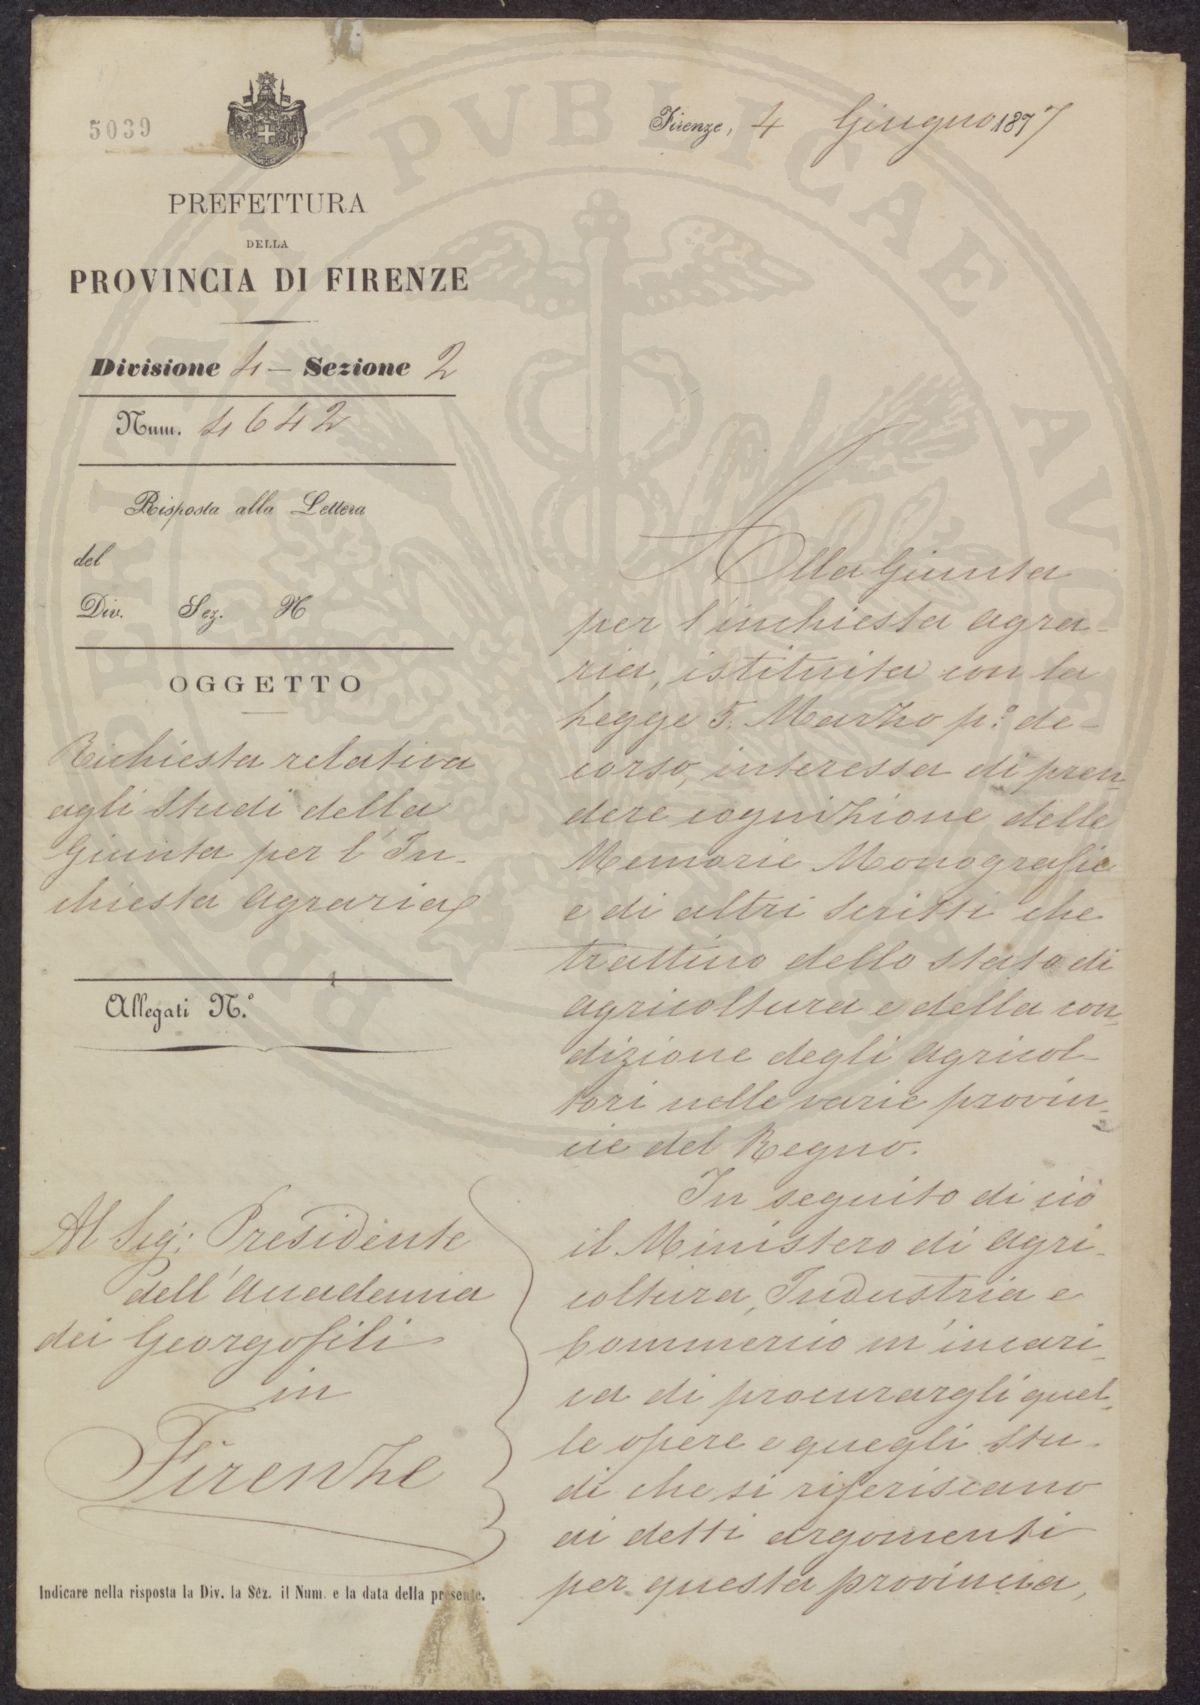 5039
Firenze, 4 Giugno 1877
PREFETTURA
DELLA
PROVINCIA DI FIRENZE
Divisione 4 - Sezione 2
Num. 4642
Risposta alla Lettera
del
Div. Sez. N
OGGETTO
Richiesta relativa
agli Studi della
Giunta per l'In-
chiesta Agraria
Allegati N.º
Al Sig: Presidente
dell'Accademia
dei Georgofili
in
Firenze
Indicare nella risposta la Div. la Sez. il Num. e la data della presente.
Alla Giunta
per l'inchiesta agra-
ria, istituita con la
Legge 5. Marzo p.º de-
corso, interessa di pren-
dere cognizione delle
Memorie Monografie
e di altri scritti che
trattino dello stato di
agricoltura e della con-
dizione degli agricol-
tori nelle varie provin-
cie del Regno.
In seguito di ciò
il Ministero di Agri-
coltura, Industria e
Commercio m'incari-
ca di procurargli quel-
le opere e quegli stu-
di che si riferiscano
ai detti argomenti
per questa provincia,